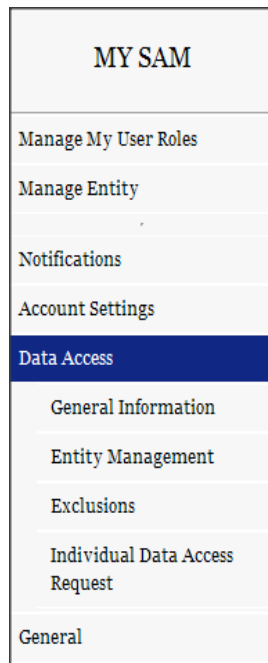 MY SAM
Manage My User Roles
Manage Entity
Notifications
Account Settings
Data Access
General Information
Entity Management
Exclusions
Individual Data Access
Request
General